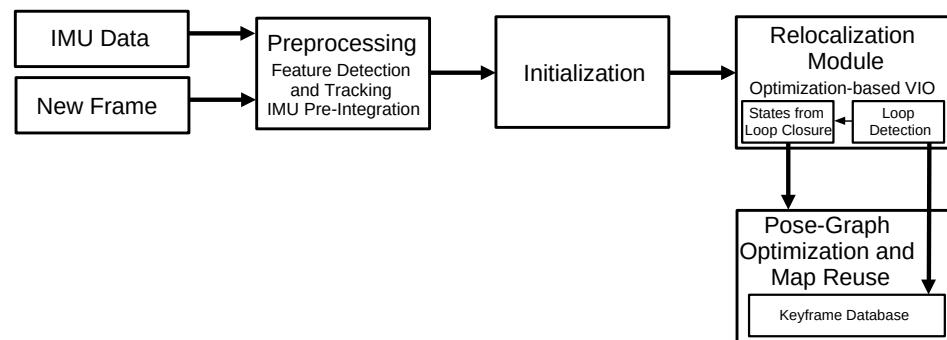 IMU Data
New Frame
Preprocessing
Feature Detection
and Tracking
IMU Pre-Integration
Initialization
Relocalization
Module
Optimization-based VIO
States from
Loop Closure
Loop
Detection
Pose-Graph
Optimization and
Map Reuse
Keyframe Database